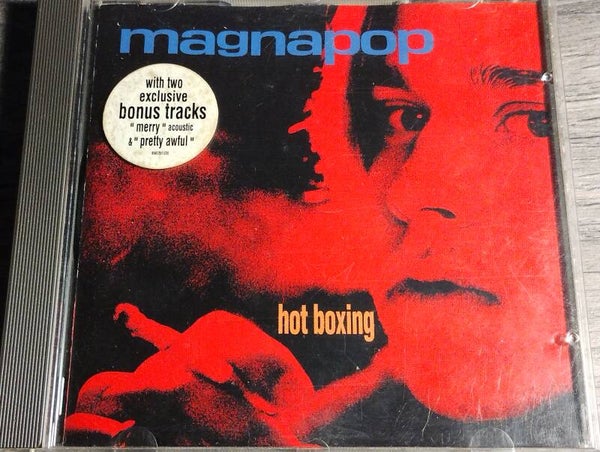 magnapop
with two
exclusive
bonus tracks
"merry" acoustic
& "pretty awful"
hot boxing